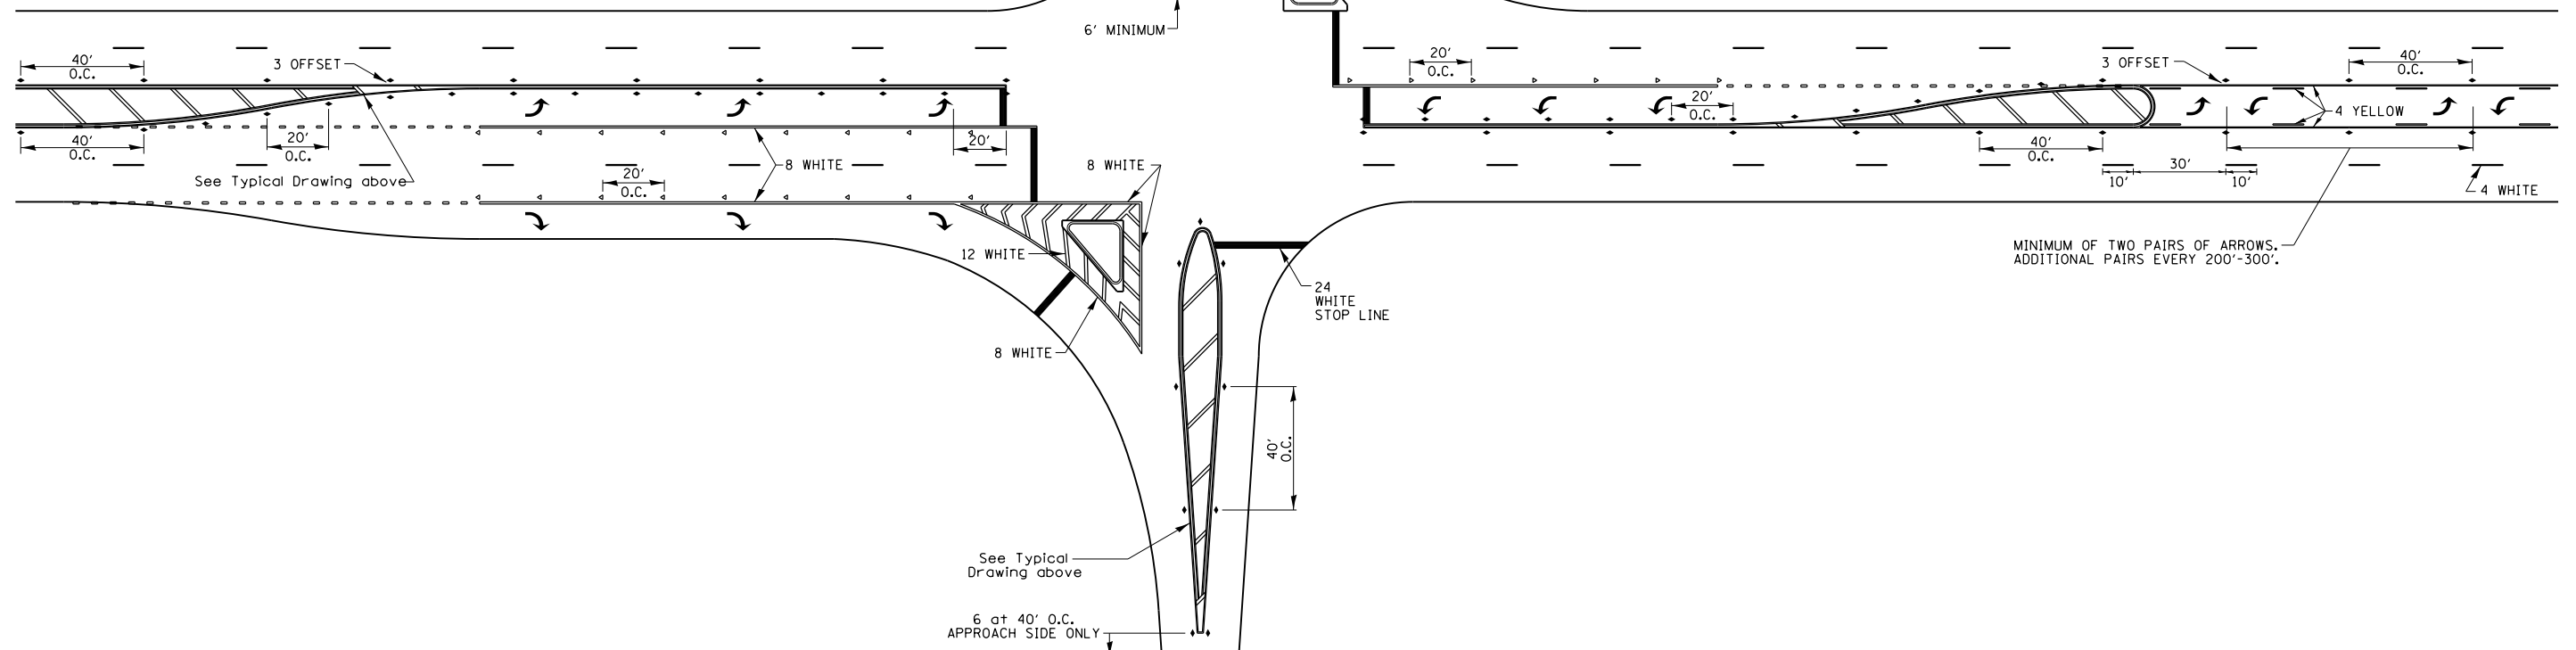 6' MINIMUM
40'
O.C.
3 OFFSET
20'
O.C.
3 OFFSET
40'
O.C.
20'
O.C.
4 YELLOW
40'
O.C.
20'
O.C.
20'
40'
O.C.
See Typical Drawing above
20'
O.C.
8 WHITE
8 WHITE
10'
30'
10'
4 WHITE
12 WHITE
MINIMUM OF TWO PAIRS OF ARROWS.
ADDITIONAL PAIRS EVERY 200'-300'.
24
WHITE
STOP LINE
8 WHITE
40'
O.C.
See Typical
Drawing above
6 at 40' O.C.
APPROACH SIDE ONLY